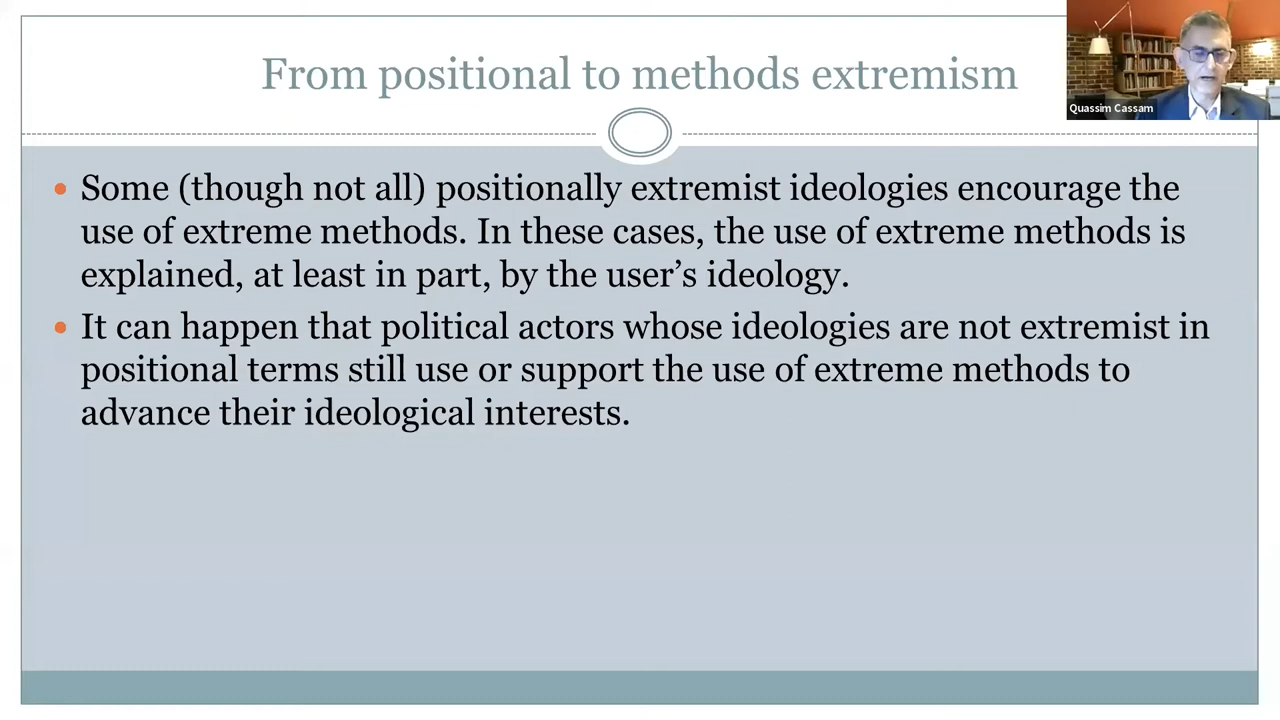 From positional to methods extremism
Quassim Cassam
Some (though not all) positionally extremist ideologies encourage the
use of extreme methods. In these cases, the use of extreme methods is
explained, at least in part, by the user's ideology.
It can happen that political actors whose ideologies are not extremist in
positional terms still use or support the use of extreme methods to
advance their ideological interests.